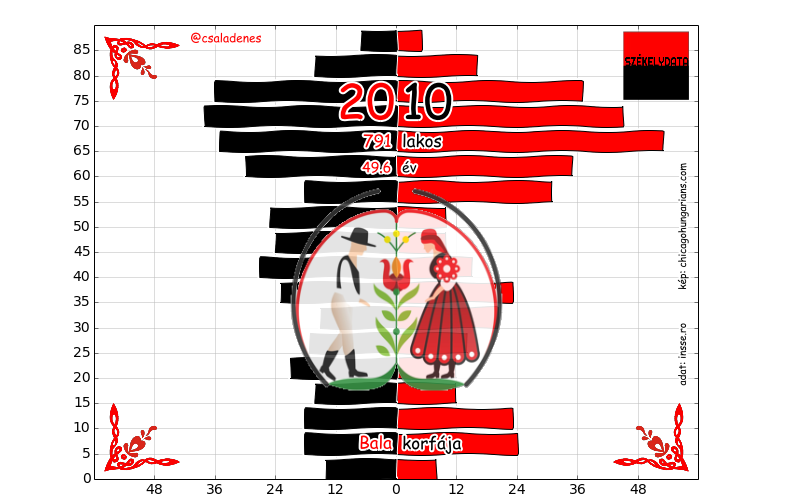 @csaladenes
SZÉKELYDATA
2010
791 lakos
49.6 év
Bala korfája
kép: chicagohungarians.com
adat: insse.ro
85
80
75
70
65
60
55
50
45
40
35
30
25
20
15
10
5
0
48 36 24 12 0 12 24 36 48